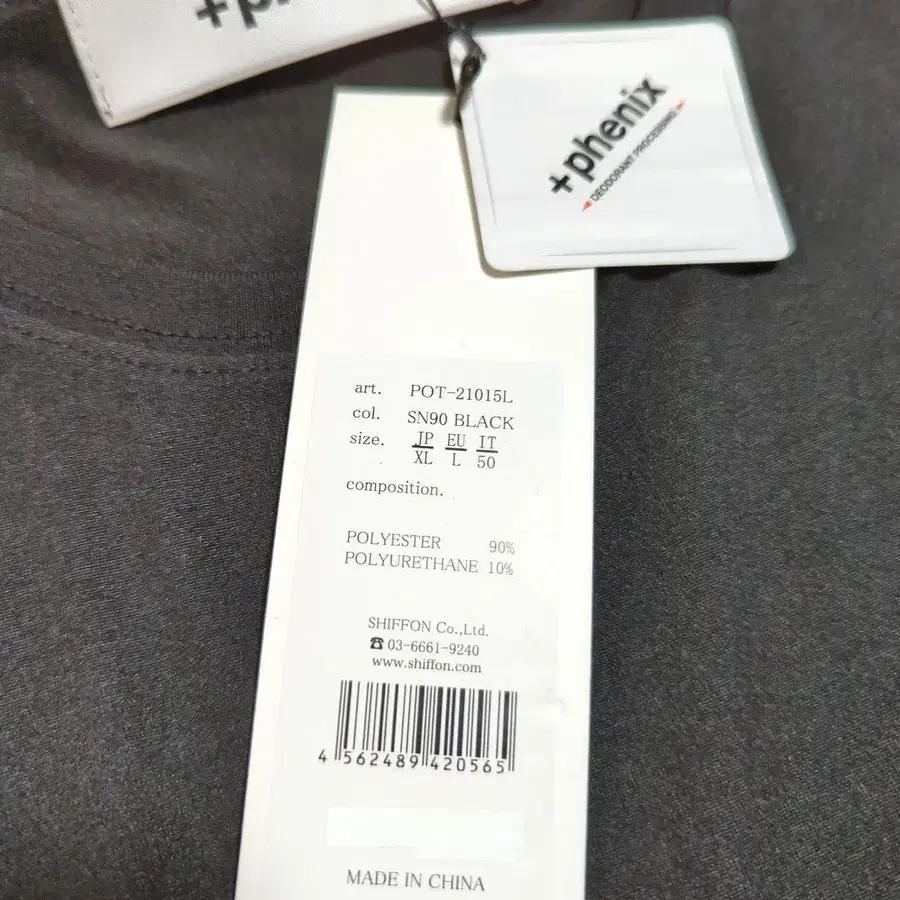 +phenix
DEODORANT PROCESSING
art. POT-21015L
col. SN90 BLACK
size. JP EU IT
XL L 50
composition.
POLYESTER 90%
POLYURETHANE 10%
SHIFFON Co.,Ltd.
☎ 03-6661-9240
www.shiffon.com
4 562489 420565
MADE IN CHINA